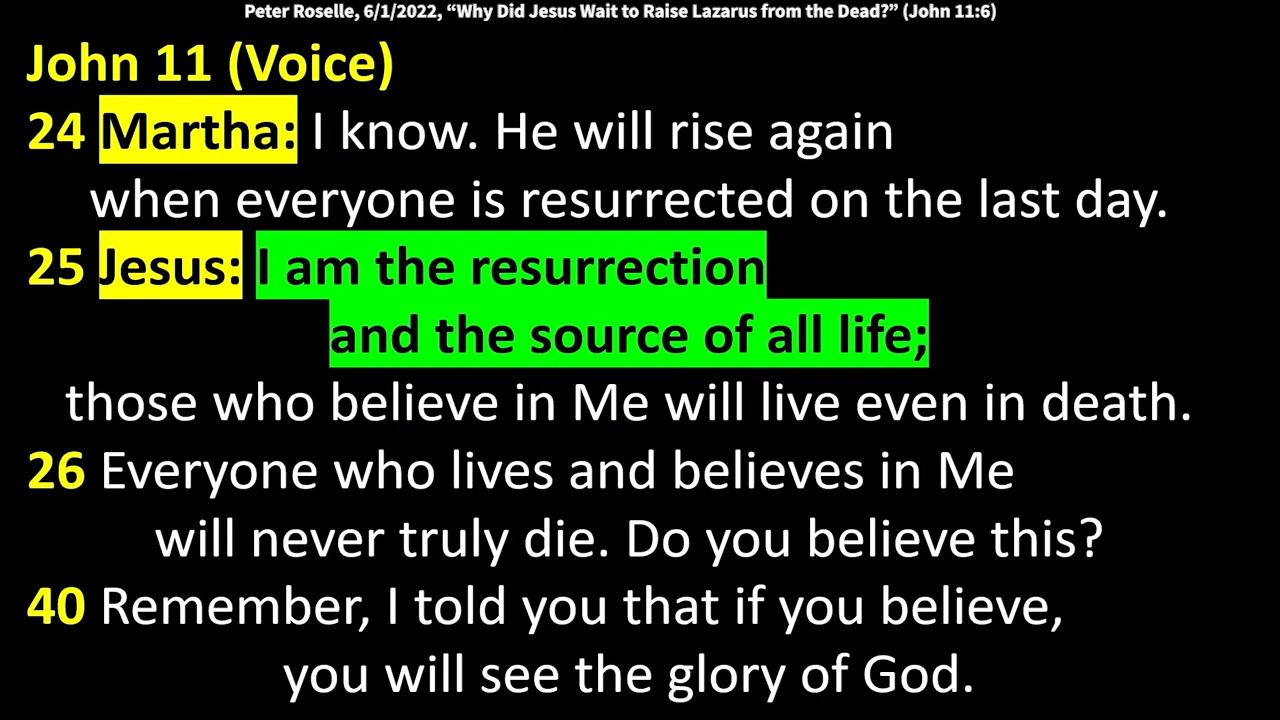 Peter Roselle, 6/1/2022, “Why Did Jesus Wait to Raise Lazarus from the Dead?” (John 11:6)
John 11 (Voice)
24 Martha: I know. He will rise again
when everyone is resurrected on the last day.
25 Jesus: I am the resurrection
and the source of all life;
those who believe in Me will live even in death.
26 Everyone who lives and believes in Me
will never truly die. Do you believe this?
40 Remember, I told you that if you believe,
you will see the glory of God.